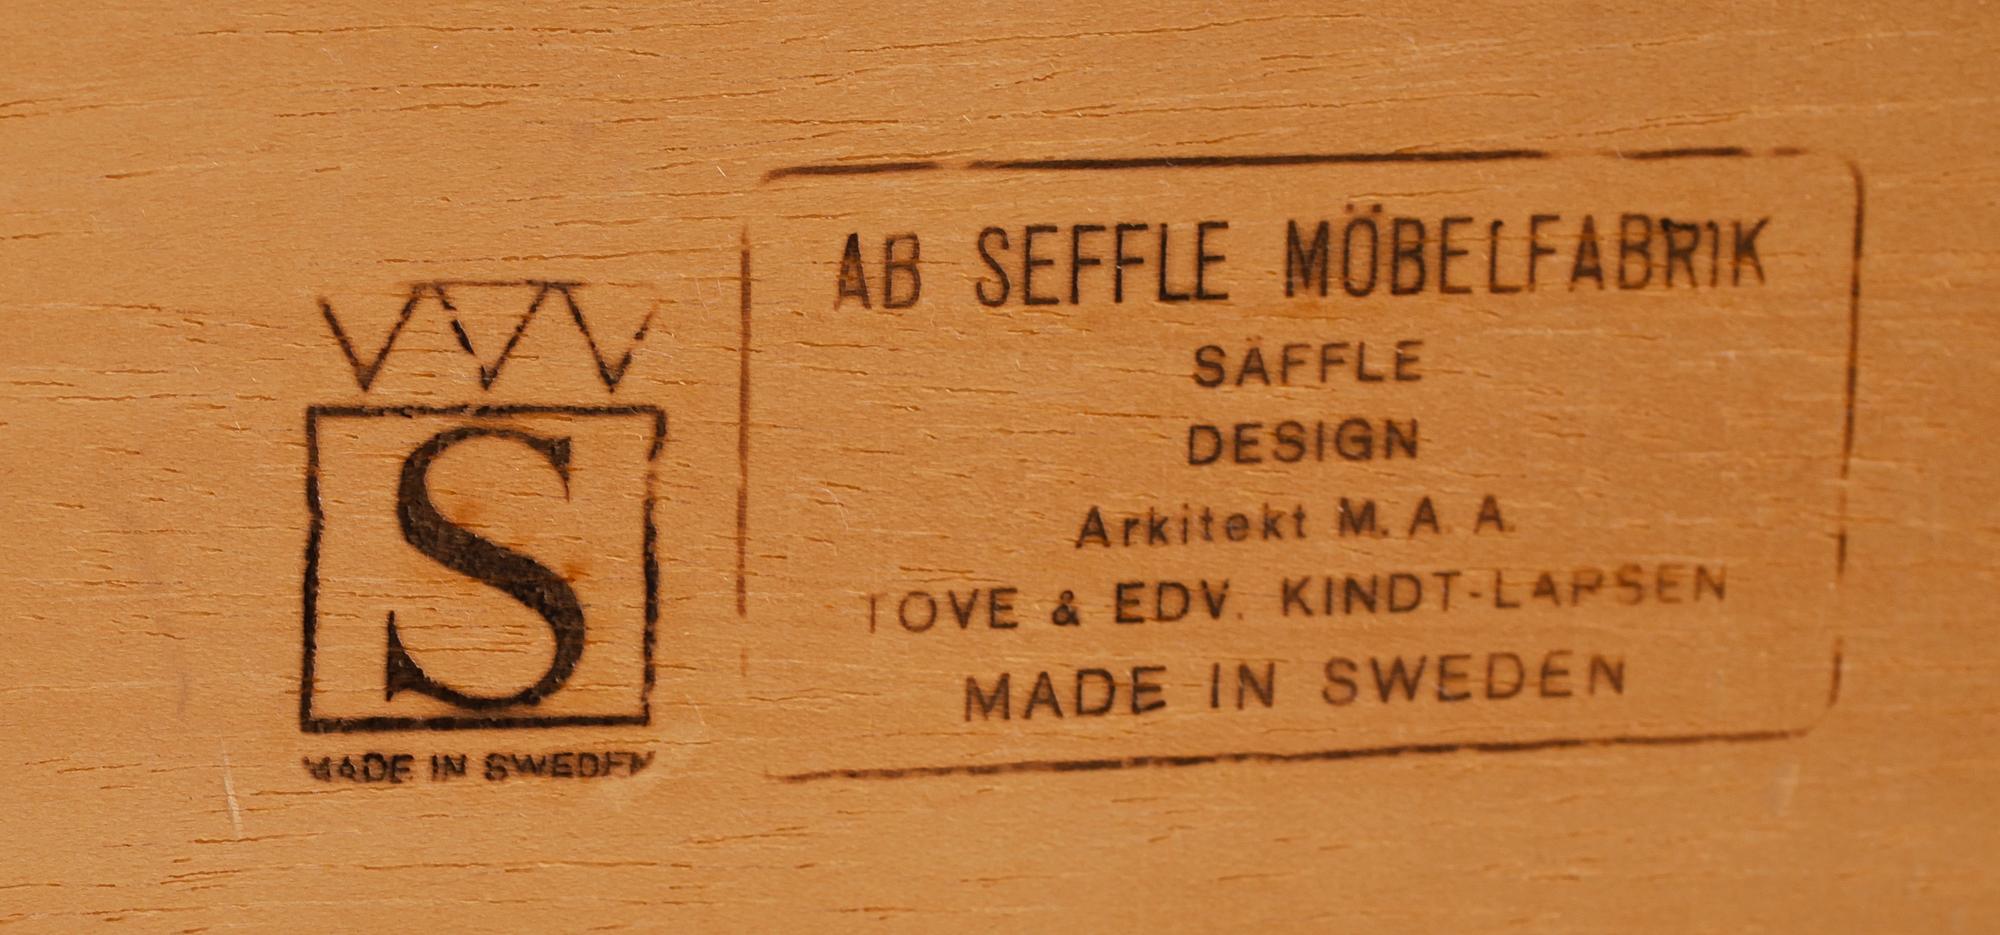 S
MADE IN SWEDEN
AB SEFFLE MÖBELFABRIK
SÄFFLE
DESIGN
Arkitekt M. A. A.
TOVE & EDV. KINDT-LARSEN
MADE IN SWEDEN